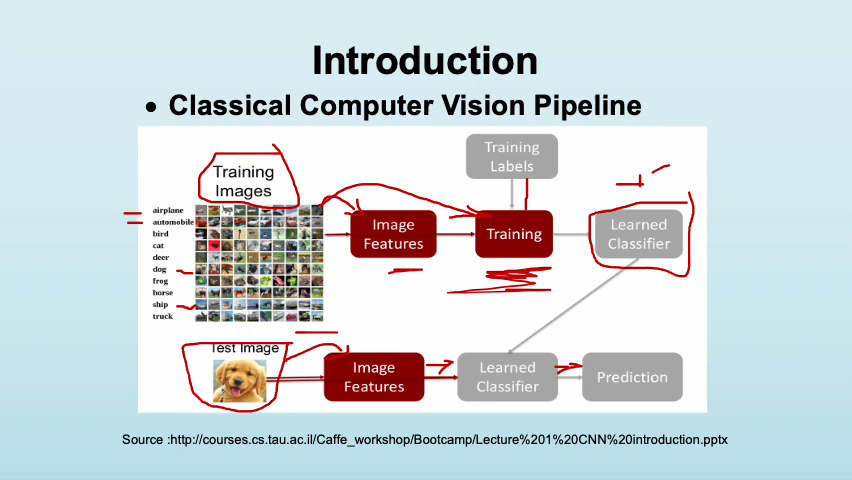 Introduction
• Classical Computer Vision Pipeline
Training
Images
Training
Labels
airplane
automobile
bird
cat
deer
dog
frog
horse
ship
truck
Image
Features
Training
Learned
Classifier
Test Image
Image
Features
Learned
Classifier
Prediction
Source :http://courses.cs.tau.ac.il/Caffe_workshop/Bootcamp/Lecture%201%20CNN%20introduction.pptx